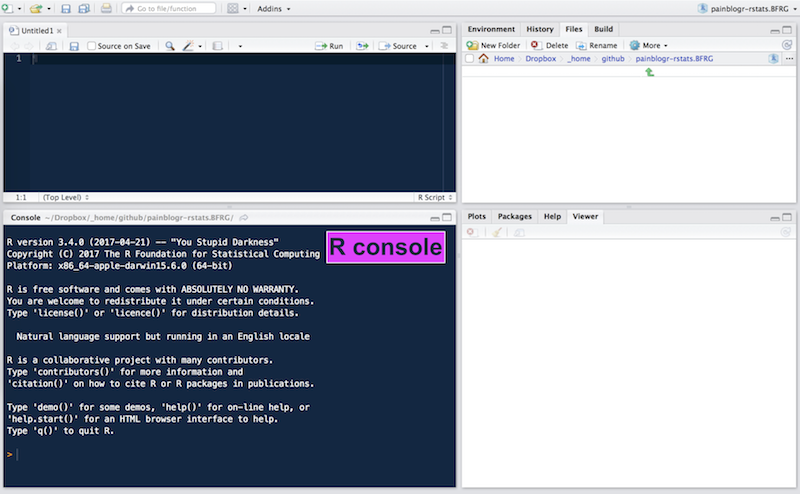 Go to file/function
Addins
painblogr-rstats.BFRG
Untitled1
Source on Save
Run
Source
1
1:1
(Top Level)
R Script
Environment
History
Files
Build
New Folder
Delete
Rename
More
Home
Dropbox
_home
github
painblogr-rstats.BFRG
Console ~/Dropbox/_home/github/painblogr-rstats.BFRG/
R console
R version 3.4.0 (2017-04-21) -- "You Stupid Darkness"
Copyright (C) 2017 The R Foundation for Statistical Computing
Platform: x86_64-apple-darwin15.6.0 (64-bit)
R is free software and comes with ABSOLUTELY NO WARRANTY.
You are welcome to redistribute it under certain conditions.
Type 'license()' or 'licence()' for distribution details.
Natural language support but running in an English locale
R is a collaborative project with many contributors.
Type 'contributors()' for more information and
'citation()' on how to cite R or R packages in publications.
Type 'demo()' for some demos, 'help()' for on-line help, or
'help.start()' for an HTML browser interface to help.
Type 'q()' to quit R.
>
Plots
Packages
Help
Viewer